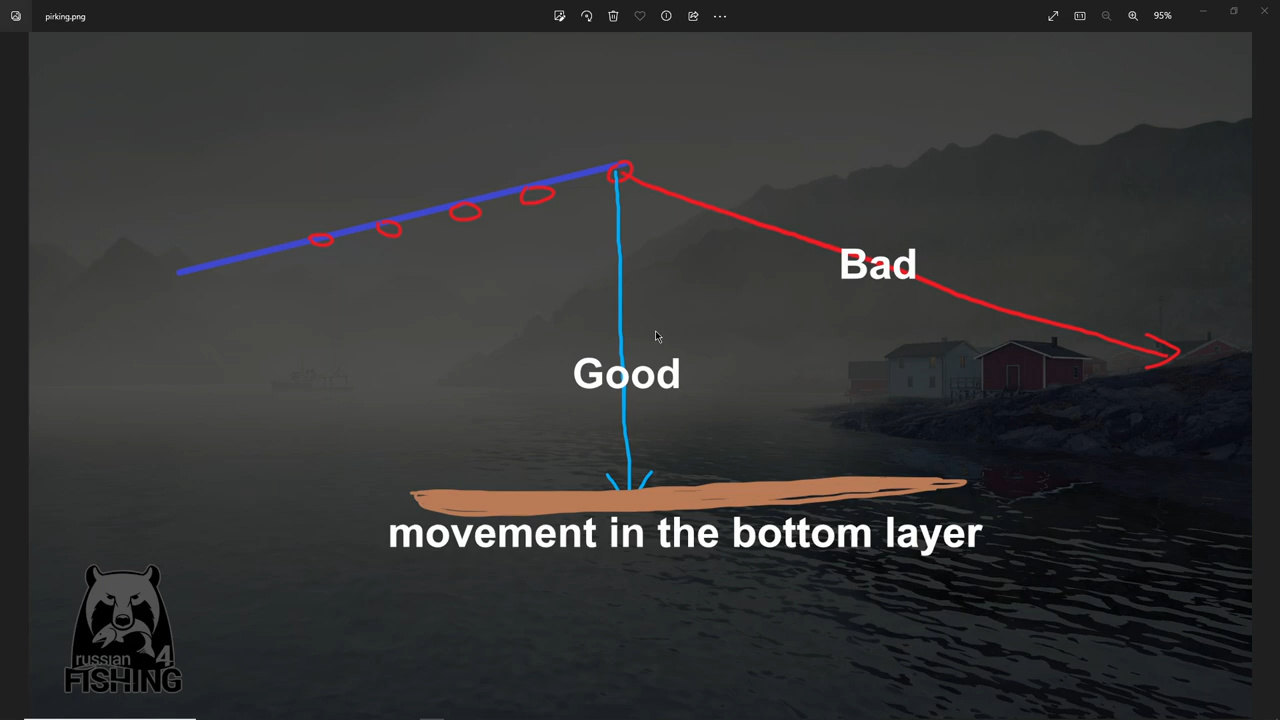 pirking.png
95%
Bad
Good
movement in the bottom layer
russian 4
FISHING